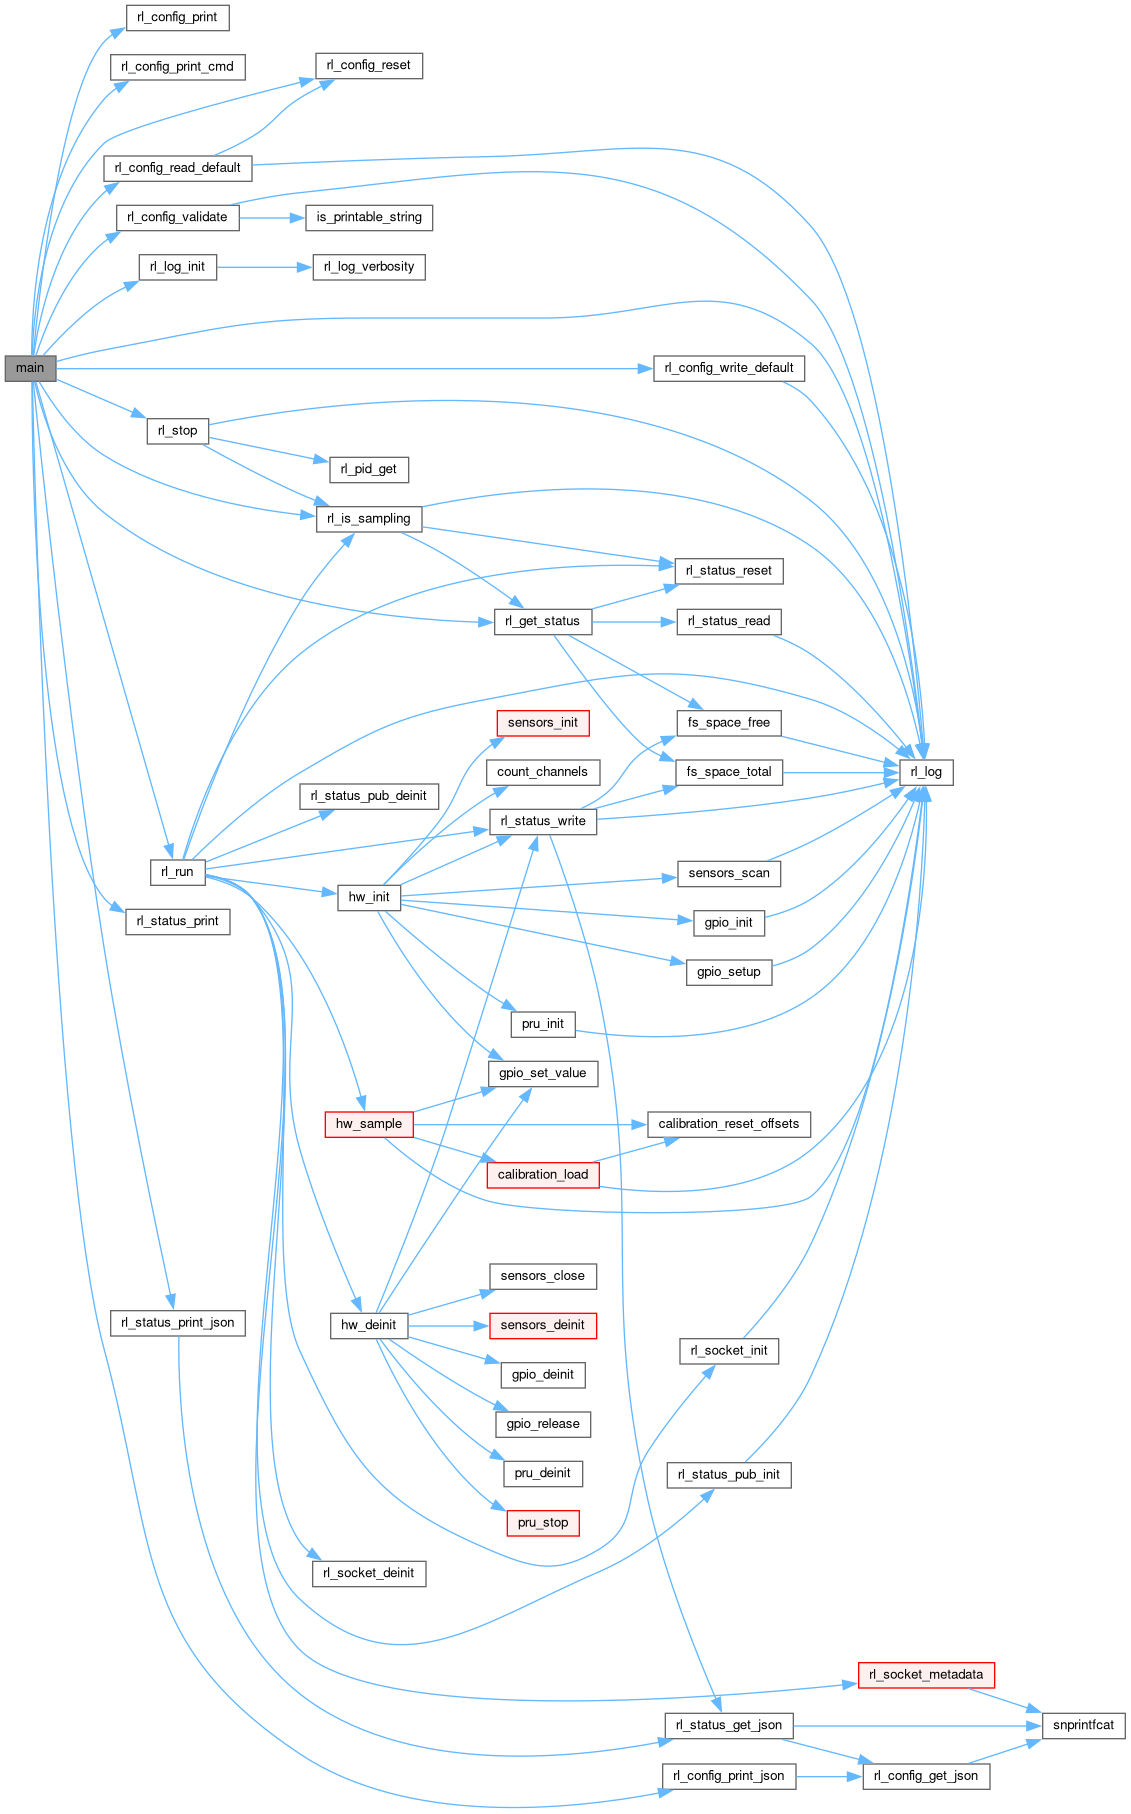 rl_config_print
rl_config_print_cmd
rl_config_reset
rl_config_read_default
rl_config_validate
is_printable_string
rl_log_init
rl_log_verbosity
main
rl_config_write_default
rl_stop
rl_pid_get
rl_is_sampling
rl_status_reset
rl_get_status
rl_status_read
sensors_init
fs_space_free
count_channels
fs_space_total
rl_log
rl_status_pub_deinit
rl_status_write
rl_run
sensors_scan
hw_init
rl_status_print
gpio_init
gpio_setup
pru_init
gpio_set_value
hw_sample
calibration_reset_offsets
calibration_load
sensors_close
rl_status_print_json
hw_deinit
sensors_deinit
rl_socket_init
gpio_deinit
gpio_release
pru_deinit
rl_status_pub_init
pru_stop
rl_socket_deinit
rl_socket_metadata
rl_status_get_json
snprintfcat
rl_config_print_json
rl_config_get_json